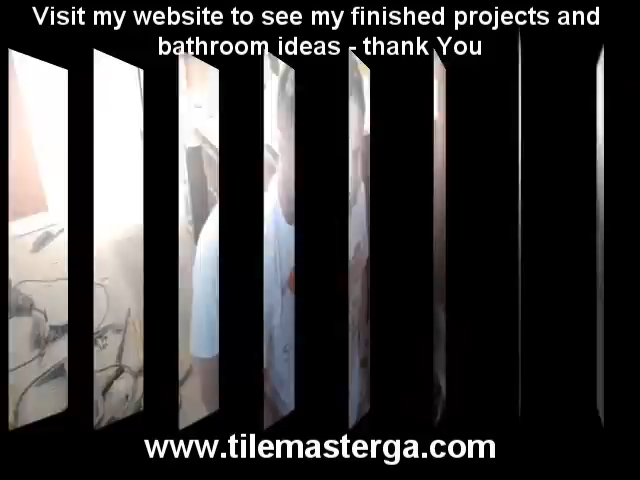 Visit my website to see my finished projects and
bathroom ideas - thank You
www.tilemasterga.com